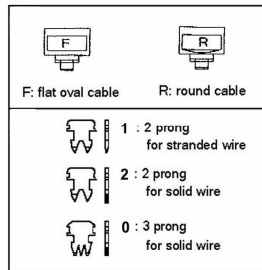 F
R
F: flat oval cable
R: round cable
1 : 2 prong
for stranded wire
2 : 2 prong
for solid wire
0 : 3 prong
for solid wire